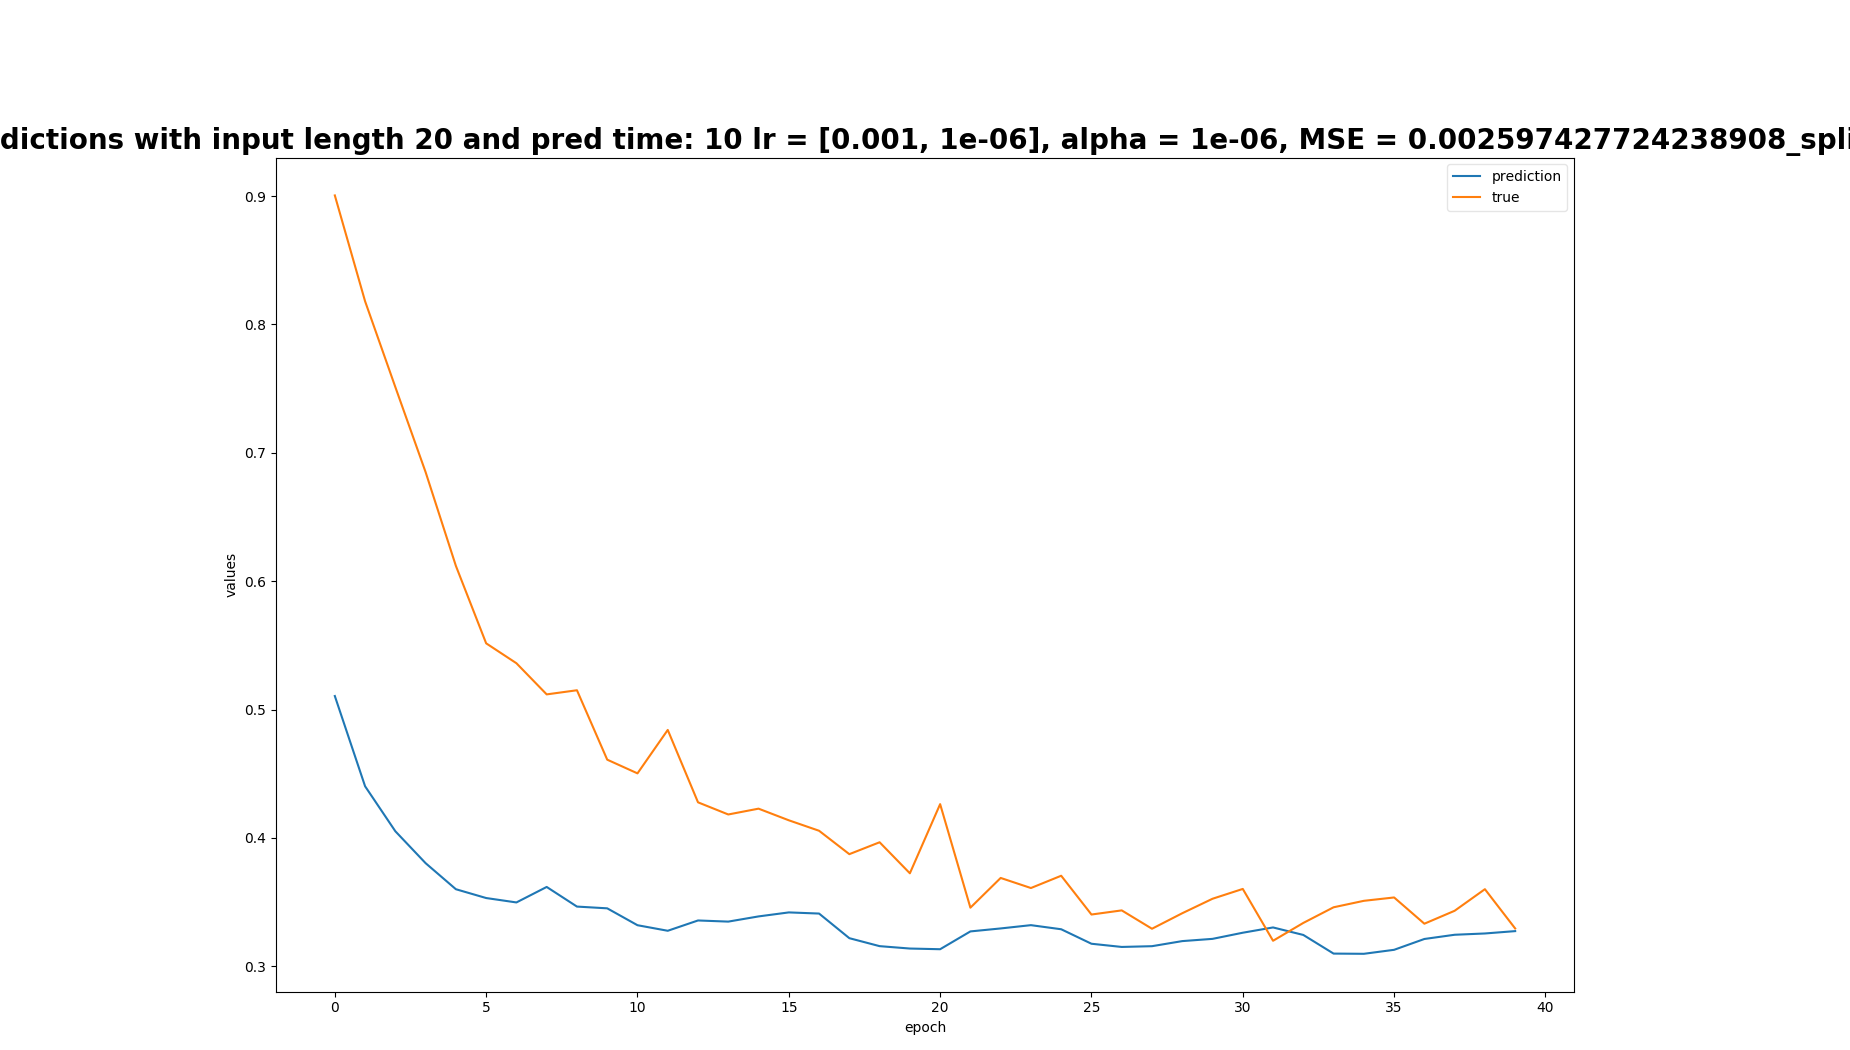 dictions with input length 20 and pred time: 10 lr = [0.001, 1e-06], alpha = 1e-06, MSE = 0.002597427724238908_spli
prediction
true
0.9
0.8
0.7
0.6
0.5
0.4
0.3
values
0 5 10 15 20 25 30 35 40
epoch